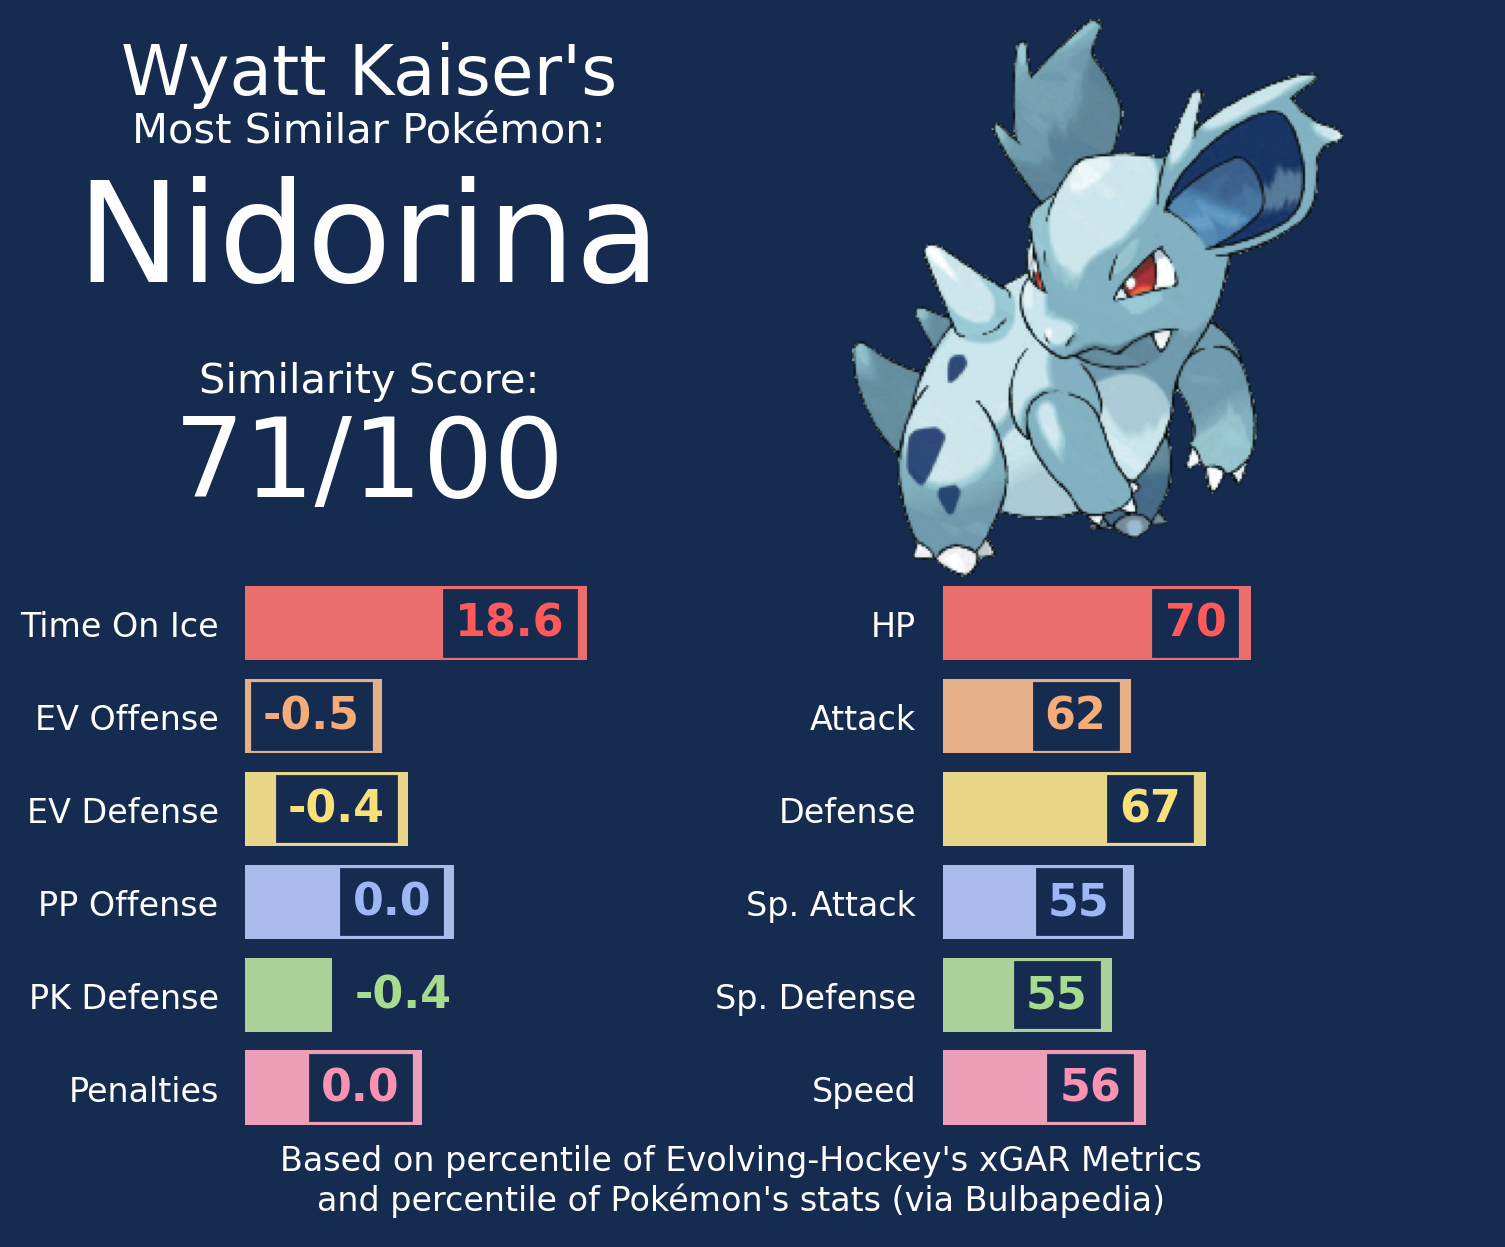 Wyatt Kaiser's
Most Similar Pokémon:
Nidorina
Similarity Score:
71/100
Time On Ice 18.6
EV Offense -0.5
EV Defense -0.4
PP Offense 0.0
PK Defense -0.4
Penalties 0.0
HP 70
Attack 62
Defense 67
Sp. Attack 55
Sp. Defense 55
Speed 56
Based on percentile of Evolving-Hockey's xGAR Metrics
and percentile of Pokémon's stats (via Bulbapedia)